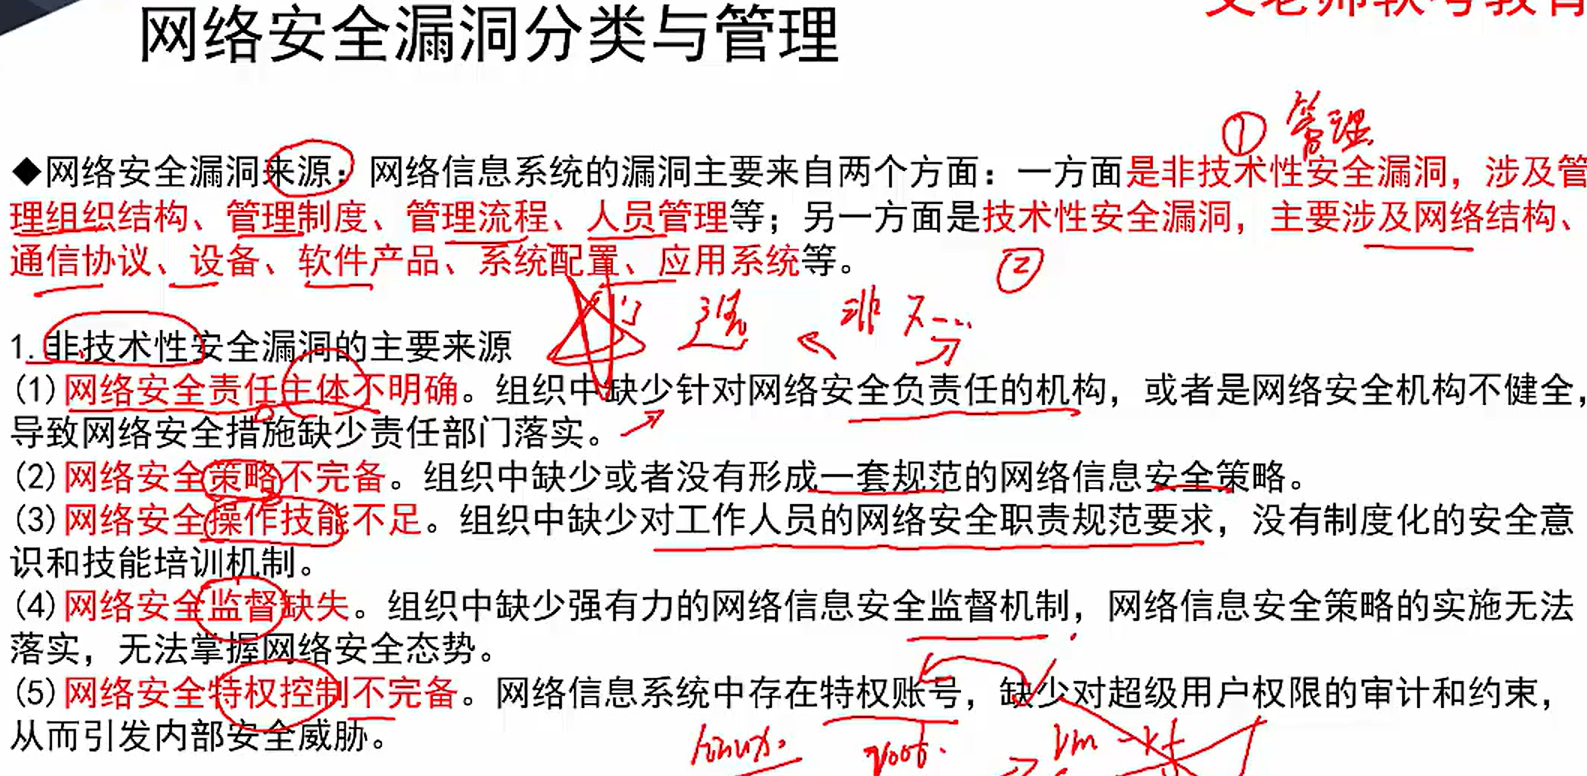 网络安全漏洞分类与管理
① 管理
◆网络安全漏洞来源：网络信息系统的漏洞主要来自两个方面：一方面是非技术性安全漏洞，涉及管
理组织结构、管理制度、管理流程、人员管理等；另一方面是技术性安全漏洞，主要涉及网络结构、
通信协议、设备、软件产品、系统配置、应用系统等。
②
选 非
1.非技术性安全漏洞的主要来源
(1)网络安全责任主体不明确。组织中缺少针对网络安全负责任的机构，或者是网络安全机构不健全，
导致网络安全措施缺少责任部门落实。
(2)网络安全策略不完备。组织中缺少或者没有形成一套规范的网络信息安全策略。
(3)网络安全操作技能不足。组织中缺少对工作人员的网络安全职责规范要求，没有制度化的安全意
识和技能培训机制。
(4)网络安全监督缺失。组织中缺少强有力的网络信息安全监督机制，网络信息安全策略的实施无法
落实，无法掌握网络安全态势。
(5)网络安全特权控制不完备。网络信息系统中存在特权账号，缺少对超级用户权限的审计和约束，
从而引发内部安全威胁。
linux. root.